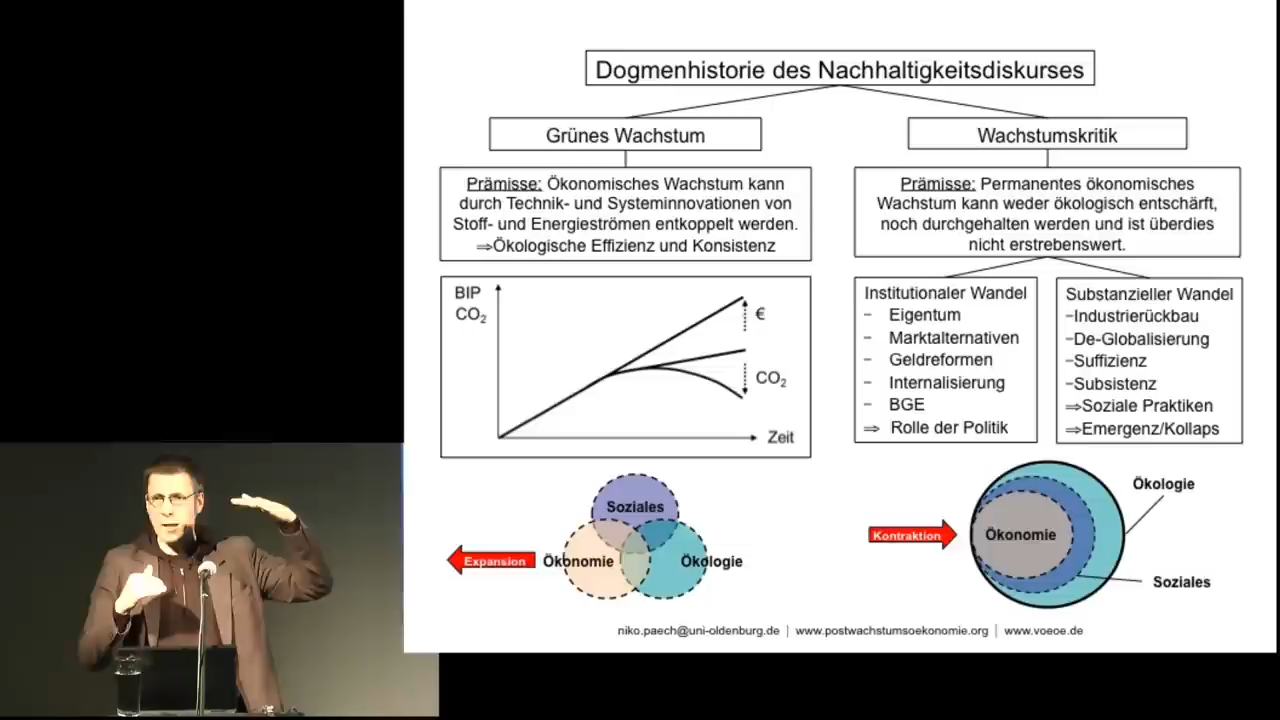 Dogmenhistorie des Nachhaltigkeitsdiskurses
Grünes Wachstum
Prämisse: Ökonomisches Wachstum kann
durch Technik- und Systeminnovationen von
Stoff- und Energieströmen entkoppelt werden.
⇒Ökologische Effizienz und Konsistenz
BIP
CO₂
€
CO₂
Zeit
Soziales
Ökonomie
Ökologie
Expansion
Wachstumskritik
Prämisse: Permanentes ökonomisches
Wachstum kann weder ökologisch entschärft,
noch durchgehalten werden und ist überdies
nicht erstrebenswert.
Institutionaler Wandel
− Eigentum
− Marktalternativen
− Geldreformen
− Internalisierung
− BGE
⇒ Rolle der Politik
Substanzieller Wandel
−Industrierückbau
−De-Globalisierung
−Suffizienz
−Subsistenz
⇒Soziale Praktiken
⇒Emergenz/Kollaps
Kontraktion
Ökonomie
Ökologie
Soziales
niko.paech@uni-oldenburg.de | www.postwachstumsoekonomie.org | www.voeoe.de